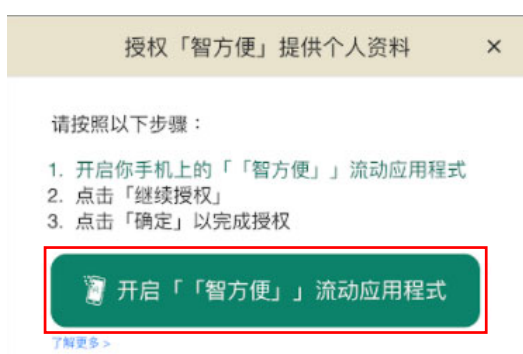 授权「智方便」提供个人资料 ×
请按照以下步骤：
1. 开启你手机上的「「智方便」」流动应用程式
2. 点击「继续授权」
3. 点击「确定」以完成授权
开启「「智方便」」流动应用程式
了解更多 >